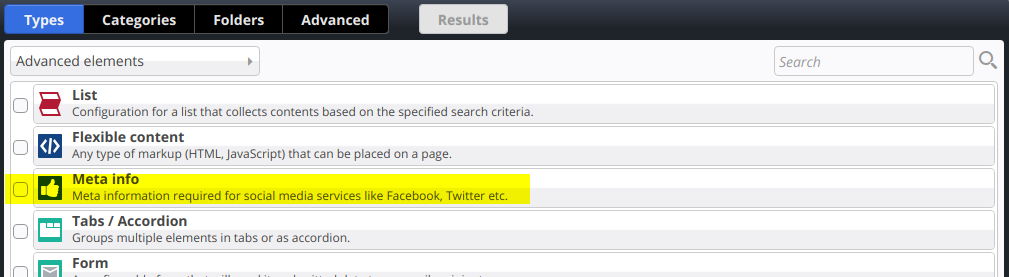 Types Categories Folders Advanced Results
Advanced elements Search
List
Configuration for a list that collects contents based on the specified search criteria.
Flexible content
Any type of markup (HTML, JavaScript) that can be placed on a page.
Meta info
Meta information required for social media services like Facebook, Twitter etc.
Tabs / Accordion
Groups multiple elements in tabs or as accordion.
Form